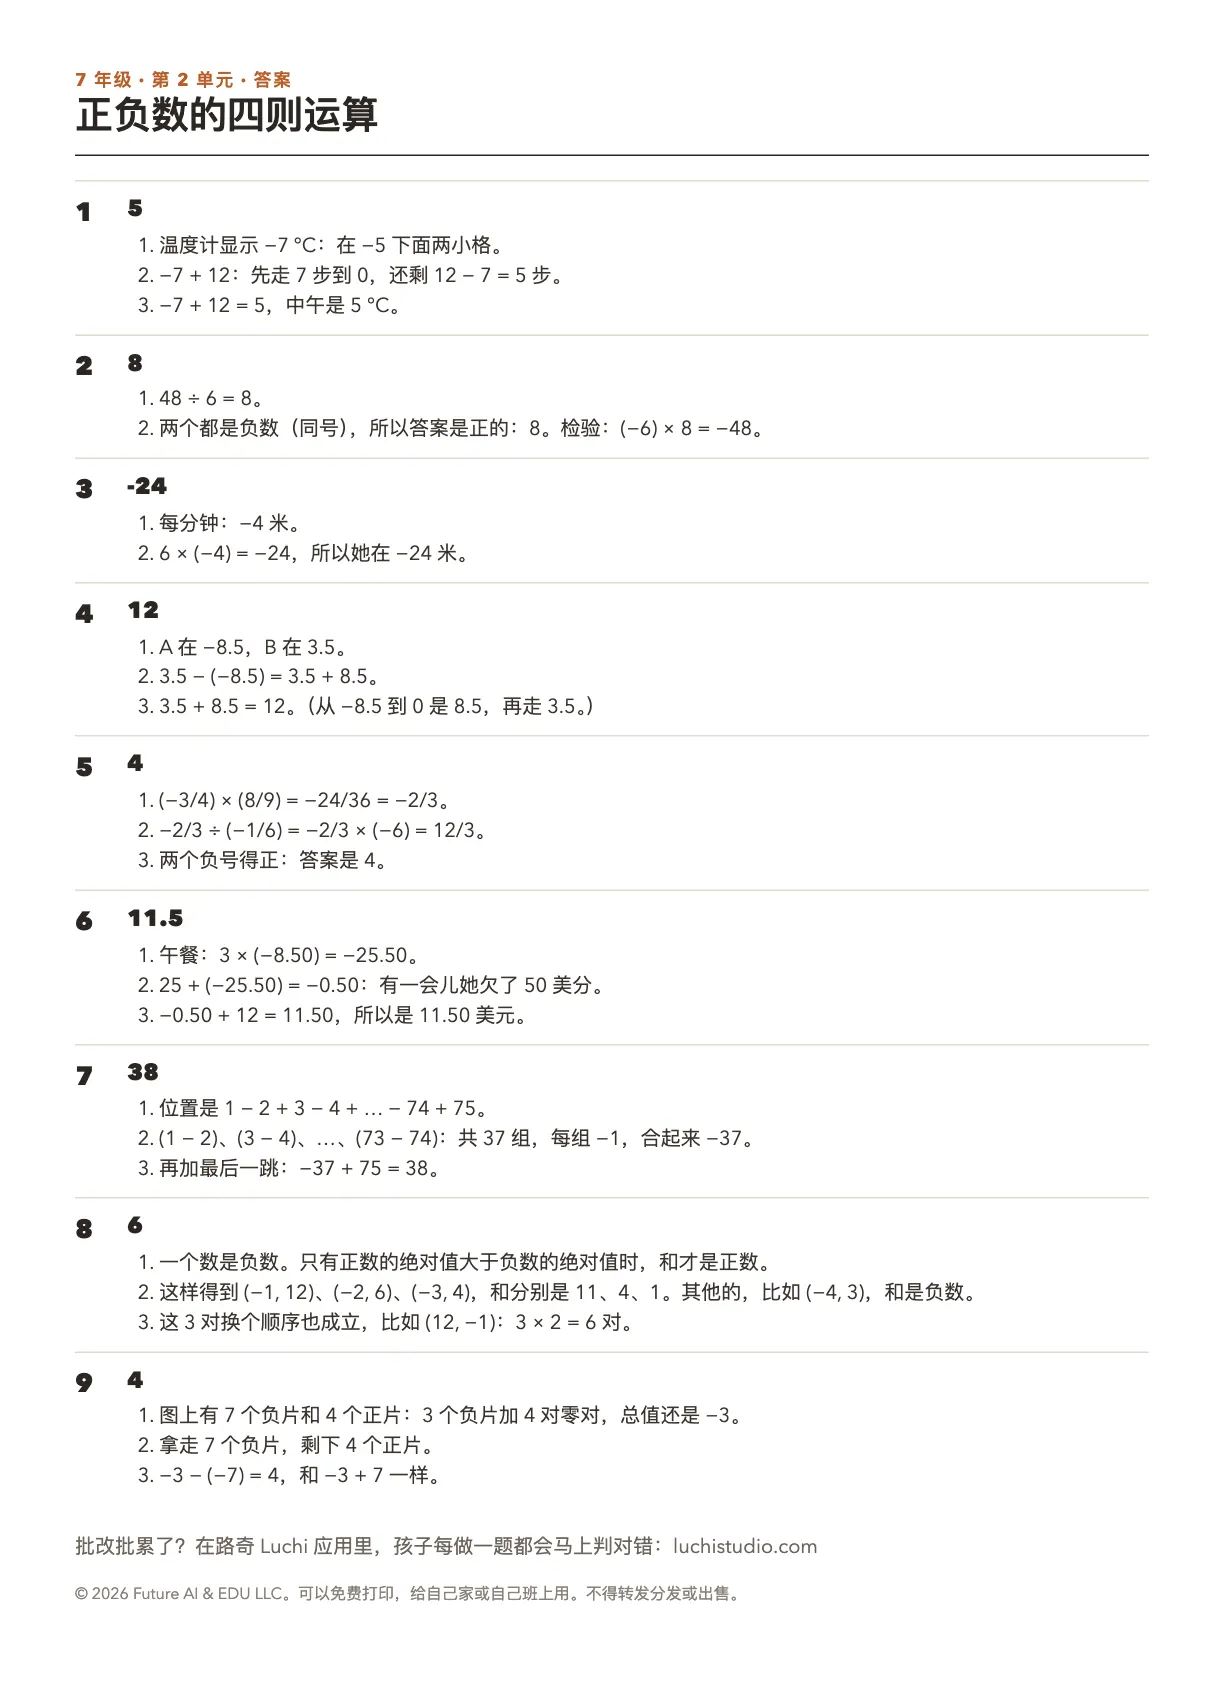 7 年级 · 第 2 单元 · 答案
正负数的四则运算
1 5
1. 温度计显示 −7 °C：在 −5 下面两小格。
2. −7 + 12：先走 7 步到 0，还剩 12 − 7 = 5 步。
3. −7 + 12 = 5，中午是 5 °C。
2 8
1. 48 ÷ 6 = 8。
2. 两个都是负数（同号），所以答案是正的：8。检验：(−6) × 8 = −48。
3 -24
1. 每分钟：−4 米。
2. 6 × (−4) = −24，所以她在 −24 米。
4 12
1. A 在 −8.5，B 在 3.5。
2. 3.5 − (−8.5) = 3.5 + 8.5。
3. 3.5 + 8.5 = 12。（从 −8.5 到 0 是 8.5，再走 3.5。）
5 4
1. (−3/4) × (8/9) = −24/36 = −2/3。
2. −2/3 ÷ (−1/6) = −2/3 × (−6) = 12/3。
3. 两个负号得正：答案是 4。
6 11.5
1. 午餐：3 × (−8.50) = −25.50。
2. 25 + (−25.50) = −0.50：有一会儿她欠了 50 美分。
3. −0.50 + 12 = 11.50，所以是 11.50 美元。
7 38
1. 位置是 1 − 2 + 3 − 4 + … − 74 + 75。
2. (1 − 2)、(3 − 4)、…、(73 − 74)：共 37 组，每组 −1，合起来 −37。
3. 再加最后一跳：−37 + 75 = 38。
8 6
1. 一个数是负数。只有正数的绝对值大于负数的绝对值时，和才是正数。
2. 这样得到 (−1, 12)、(−2, 6)、(−3, 4)，和分别是 11、4、1。其他的，比如 (−4, 3)，和是负数。
3. 这 3 对换个顺序也成立，比如 (12, −1)：3 × 2 = 6 对。
9 4
1. 图上有 7 个负片和 4 个正片：3 个负片加 4 对零对，总值还是 −3。
2. 拿走 7 个负片，剩下 4 个正片。
3. −3 − (−7) = 4，和 −3 + 7 一样。
批改批累了？在路奇 Luchi 应用里，孩子每做一题都会马上判对错：luchistudio.com
© 2026 Future AI & EDU LLC。可以免费打印，给自己家或自己班上用。不得转发分发或出售。